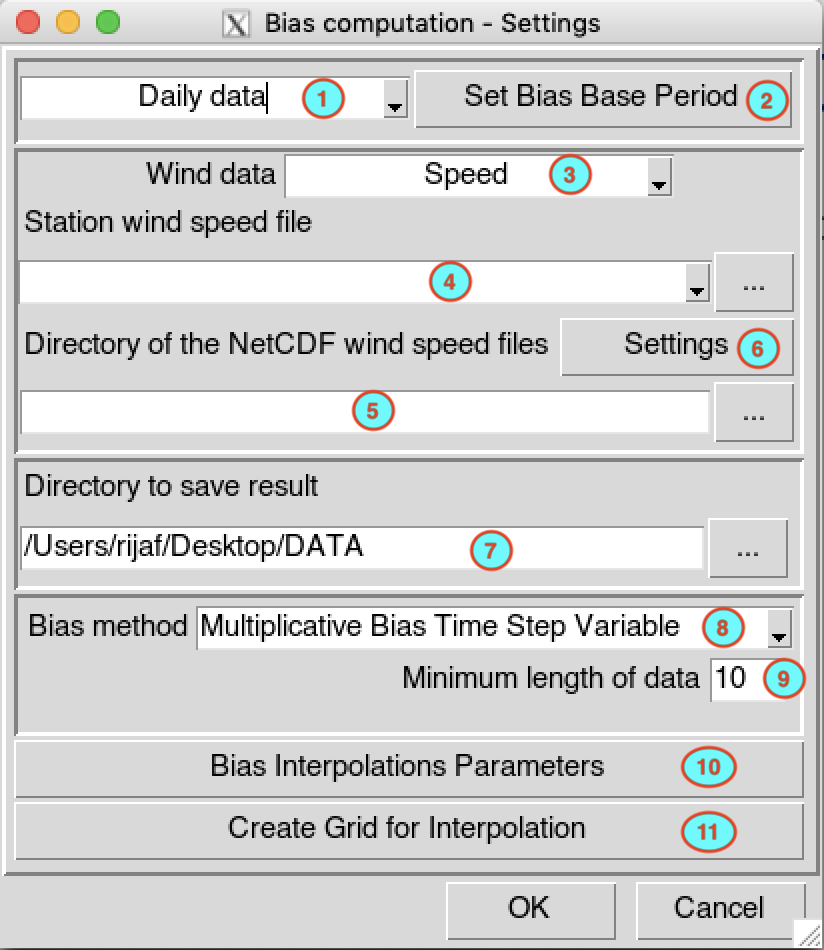 Bias computation - Settings
Daily data 1 Set Bias Base Period 2
Wind data Speed 3
Station wind speed file
4 ...
Directory of the NetCDF wind speed files Settings 6
5 ...
Directory to save result
/Users/rijaf/Desktop/DATA 7 ...
Bias method Multiplicative Bias Time Step Variable 8
Minimum length of data 10 9
Bias Interpolations Parameters 10
Create Grid for Interpolation 11
OK Cancel